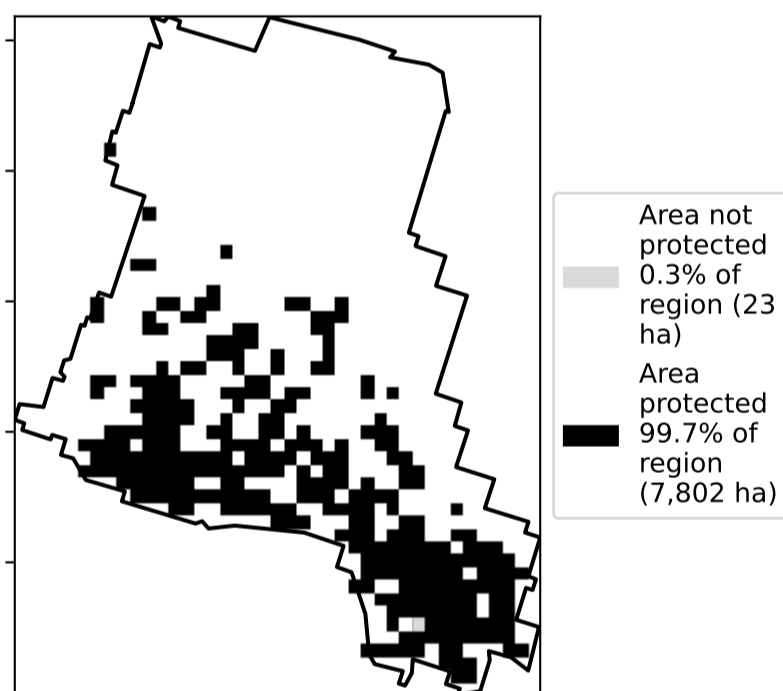 Area not
protected
0.3% of
region (23
ha)
Area
protected
99.7% of
region
(7,802 ha)